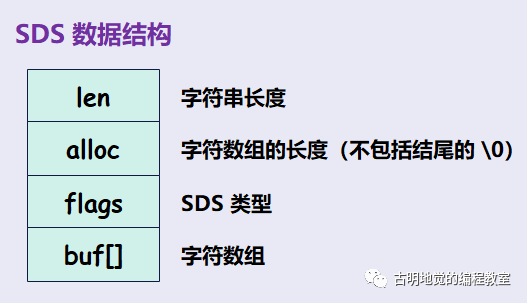 SDS 数据结构
len 字符串长度
alloc 字符数组的长度（不包括结尾的 \0）
flags SDS 类型
buf[] 字符数组
古明地觉的编程教室